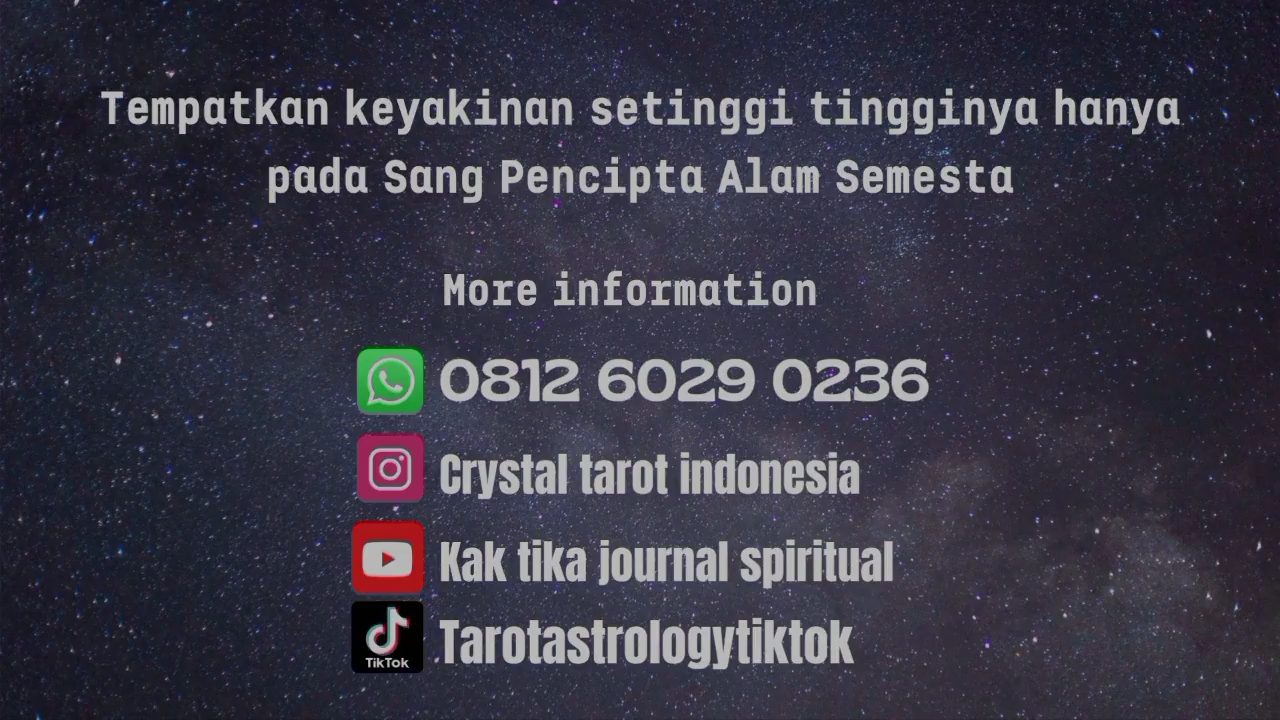 Tempatkan keyakinan setinggi tingginya hanya
pada Sang Pencipta Alam Semesta
More information
0812 6029 0236
Crystal tarot indonesia
Kak tika journal spiritual
TikTok
Tarotastrologytiktok